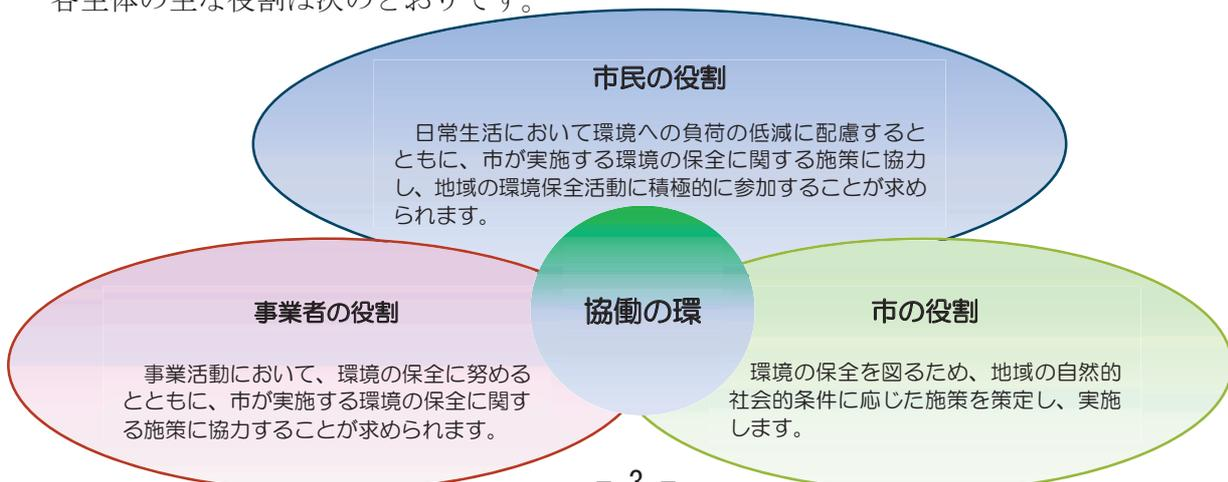 各主体の主な役割は次のとおりです。
市民の役割
日常生活において環境への負荷の低減に配慮すると
ともに、市が実施する環境の保全に関する施策に協力
し、地域の環境保全活動に積極的に参加することが求め
られます。
事業者の役割
事業活動において、環境の保全に努める
とともに、市が実施する環境の保全に関す
る施策に協力することが求められます。
協働の環
市の役割
環境の保全を図るため、地域の自然的
社会的条件に応じた施策を策定し、実施
します。